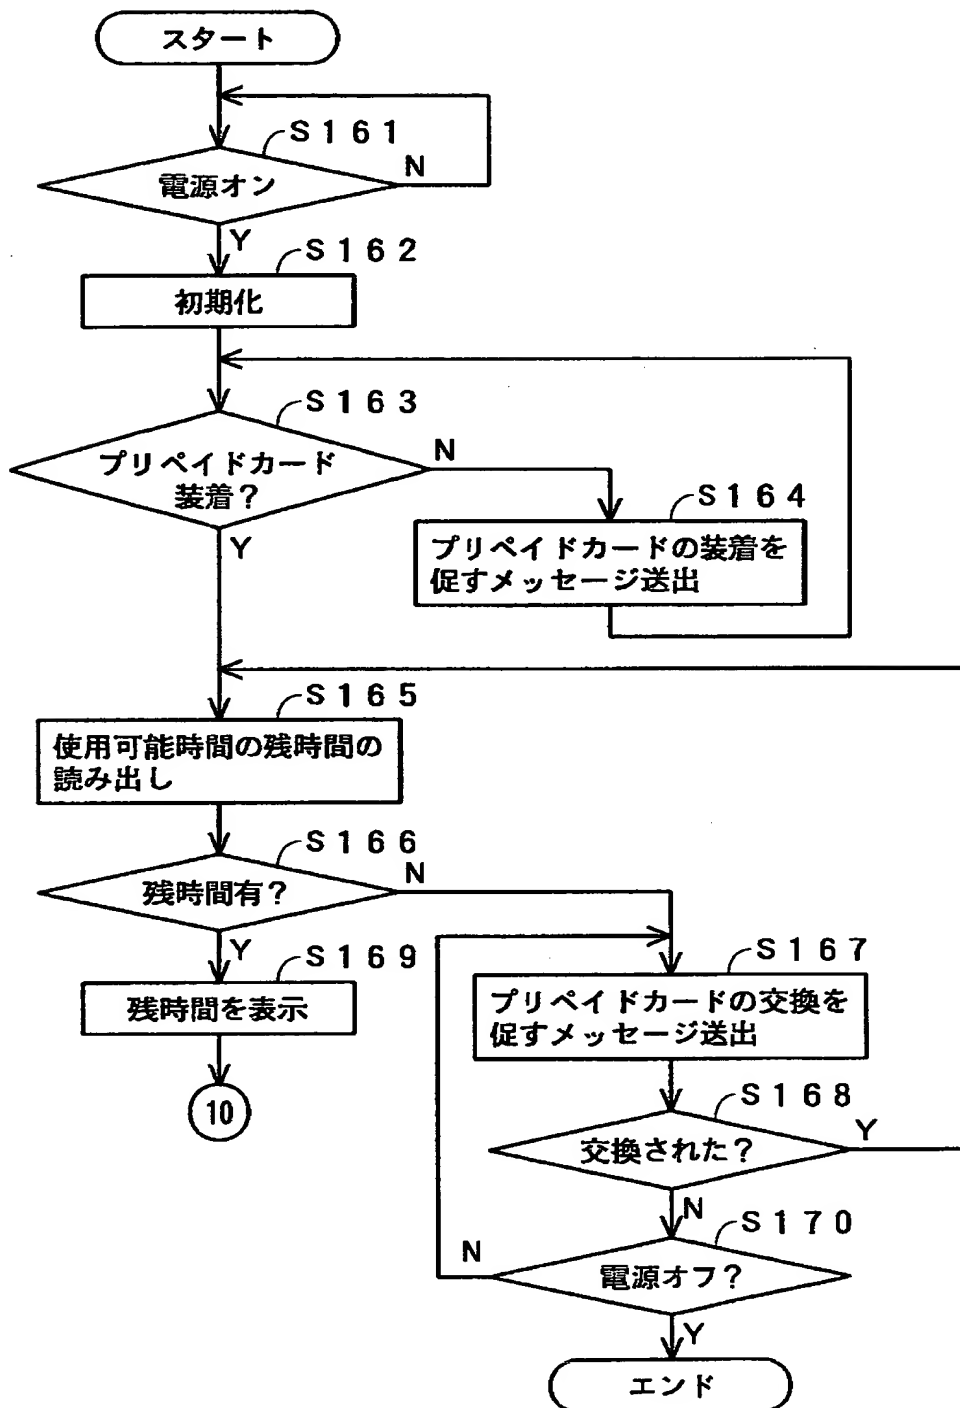 スタート
S161
電源オン
N
Y
S162
初期化
S163
プリペイドカード
装着？
N
Y
S164
プリペイドカードの装着を
促すメッセージ送出
S165
使用可能時間の残時間の
読み出し
S166
残時間有？
N
Y
S169
残時間を表示
10
S167
プリペイドカードの交換を
促すメッセージ送出
S168
交換された？
Y
N
S170
電源オフ？
N
Y
エンド